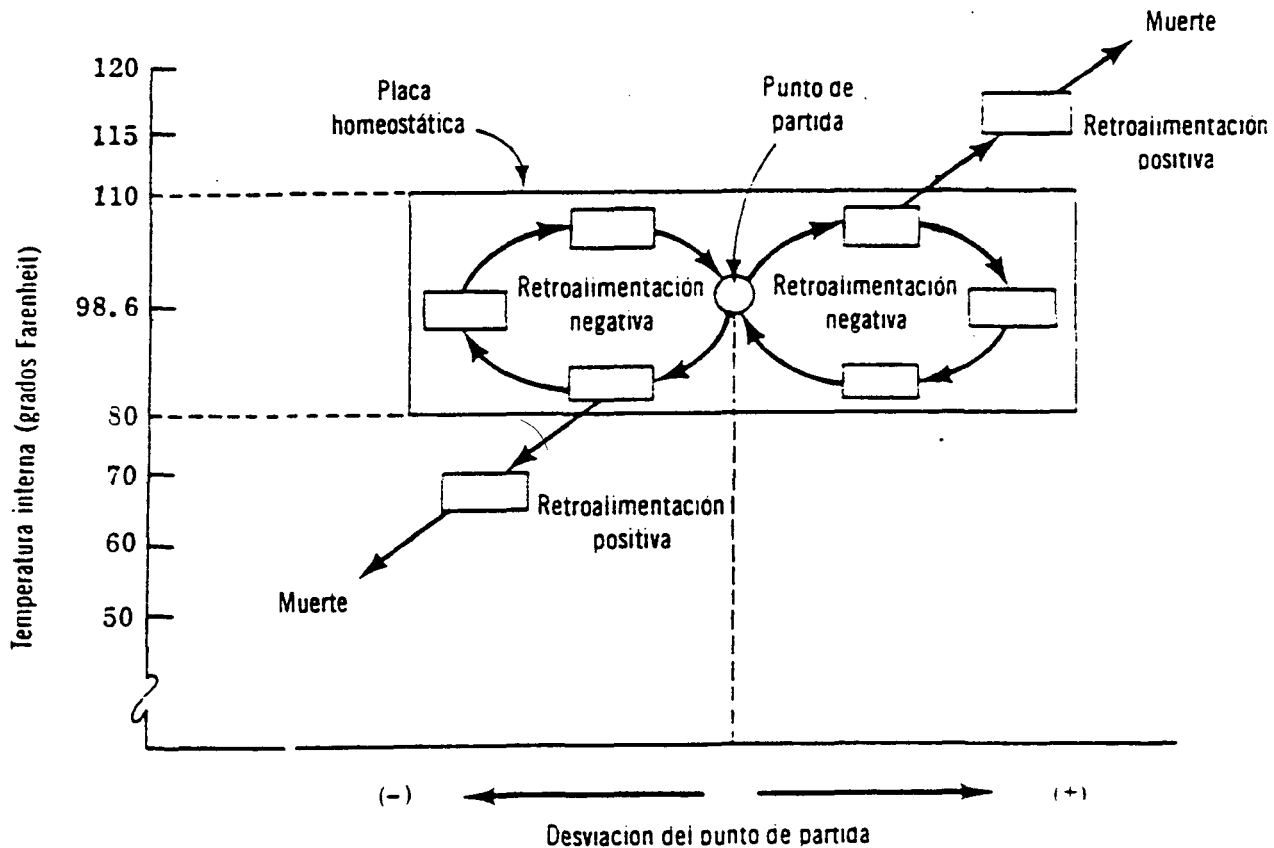 Muerte
120
Placa
homeostática
Punto de
partida
115
Retroalimentación
positiva
110
Retroalimentación
negativa
Retroalimentación
negativa
98.6
80
70
Retroalimentación
positiva
60
Muerte
50
Temperatura interna (grados Farenheit)
(-)
(+)
Desviacion del punto de partida